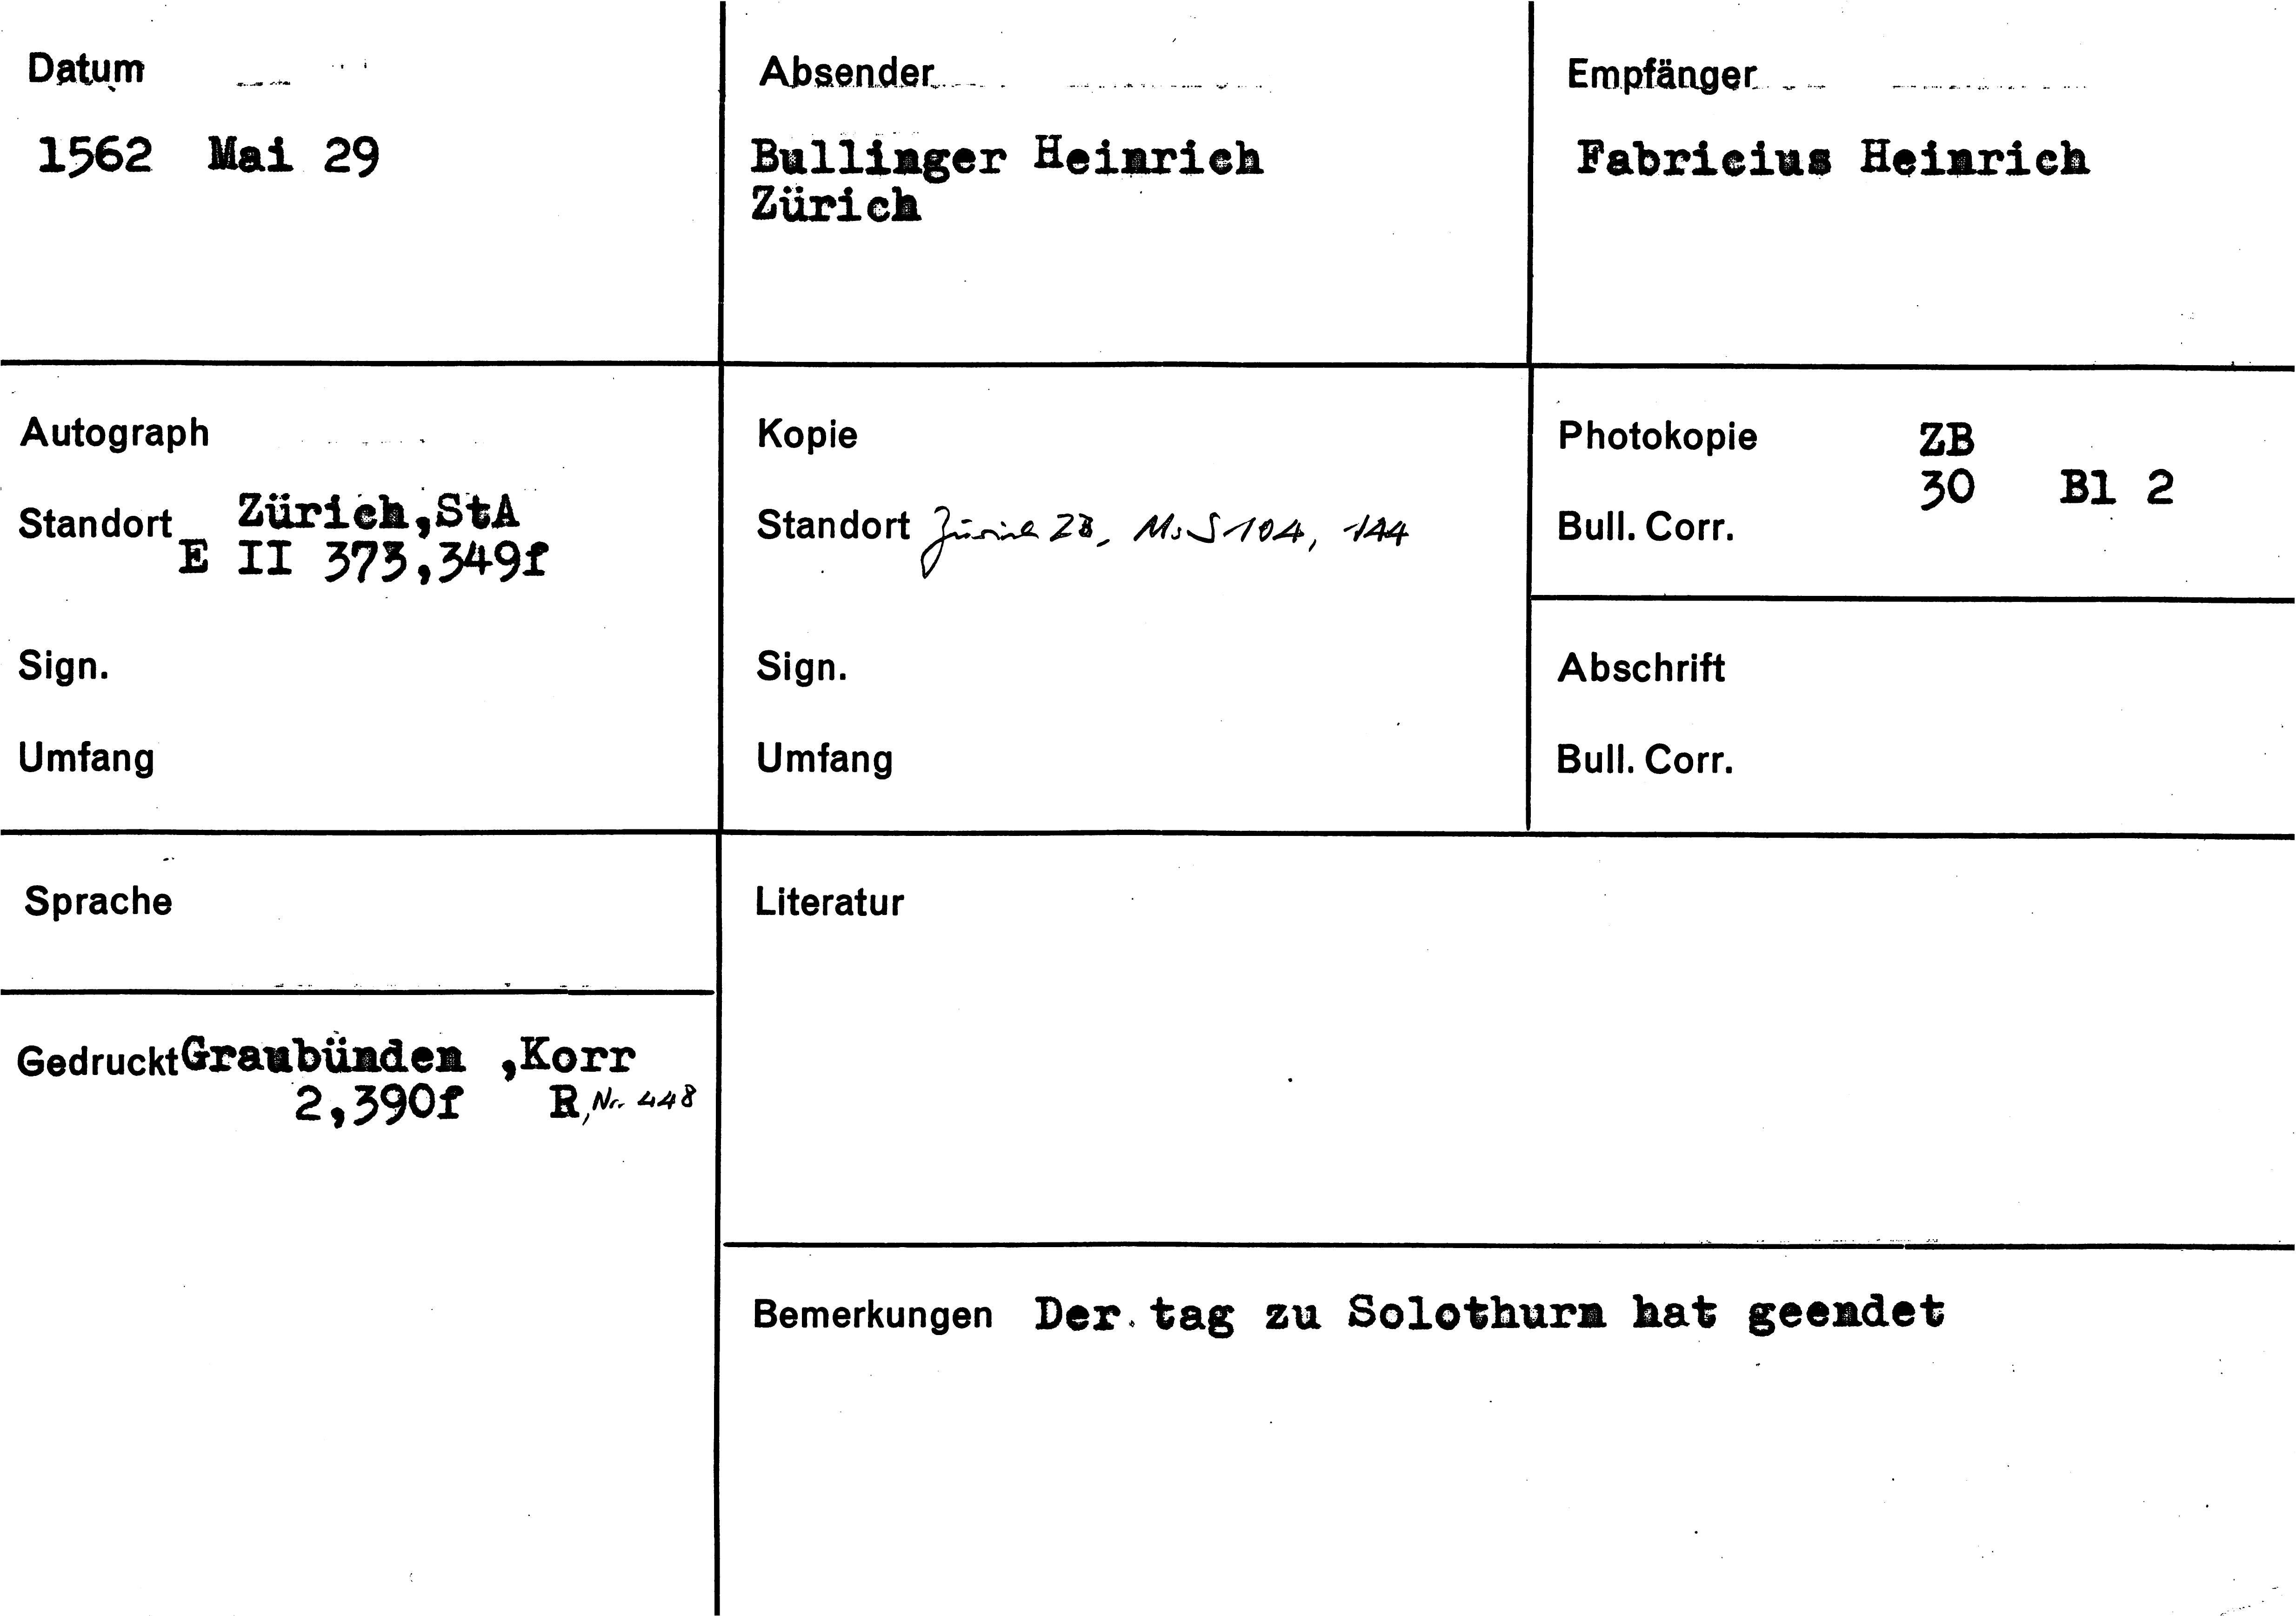 Datum
1562 Mai 29
Absender
Bullinger Heinrich
Zürich
Empfänger
Fabricius Heinrich
Autograph
Standort Zürich,StA
E II 373,349f
Sign.
Umfang
Kopie
Standort Zürich ZB, Ms S 104, 144
Sign.
Umfang
Photokopie ZB
30 Bl 2
Bull. Corr.
Abschrift
Bull. Corr.
Sprache
Gedruckt Graubünden ,Korr
2,390f R, Nr. 448
Literatur
Bemerkungen Der tag zu Solothurn hat geendet